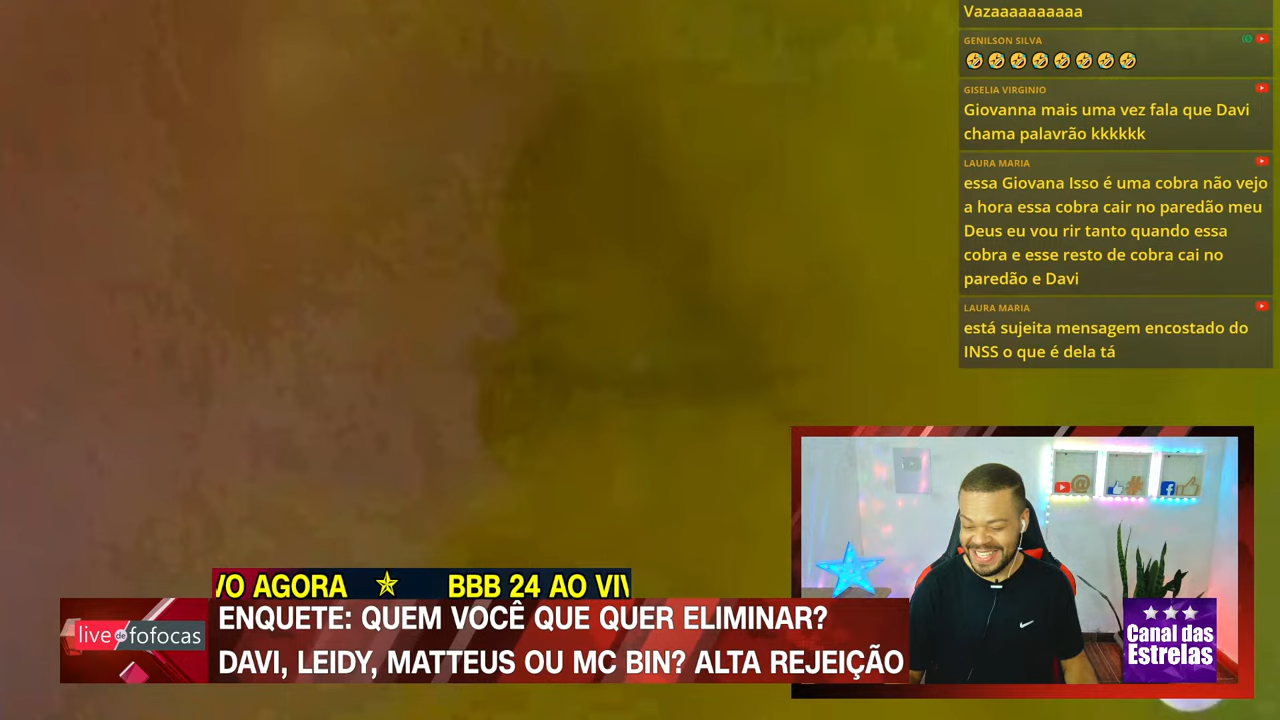 Vazaaaaaaaaaa
GENILSON SILVA
🤣 🤣 🤣 🤣 🤣 🤣 🤣 🤣
GISELIA VIRGINIO
Giovanna mais uma vez fala que Davi
chama palavrão kkkkkk
LAURA MARIA
essa Giovana Isso é uma cobra não vejo
a hora essa cobra cair no paredão meu
Deus eu vou rir tanto quando essa
cobra e esse resto de cobra cai no
paredão e Davi
LAURA MARIA
está sujeita mensagem encostado do
INSS o que é dela tá
VO AGORA BBB 24 AO VIV
live de fofocas
ENQUETE: QUEM VOCÊ QUE QUER ELIMINAR?
DAVI, LEIDY, MATTEUS OU MC BIN? ALTA REJEIÇÃO
Canal das
Estrelas